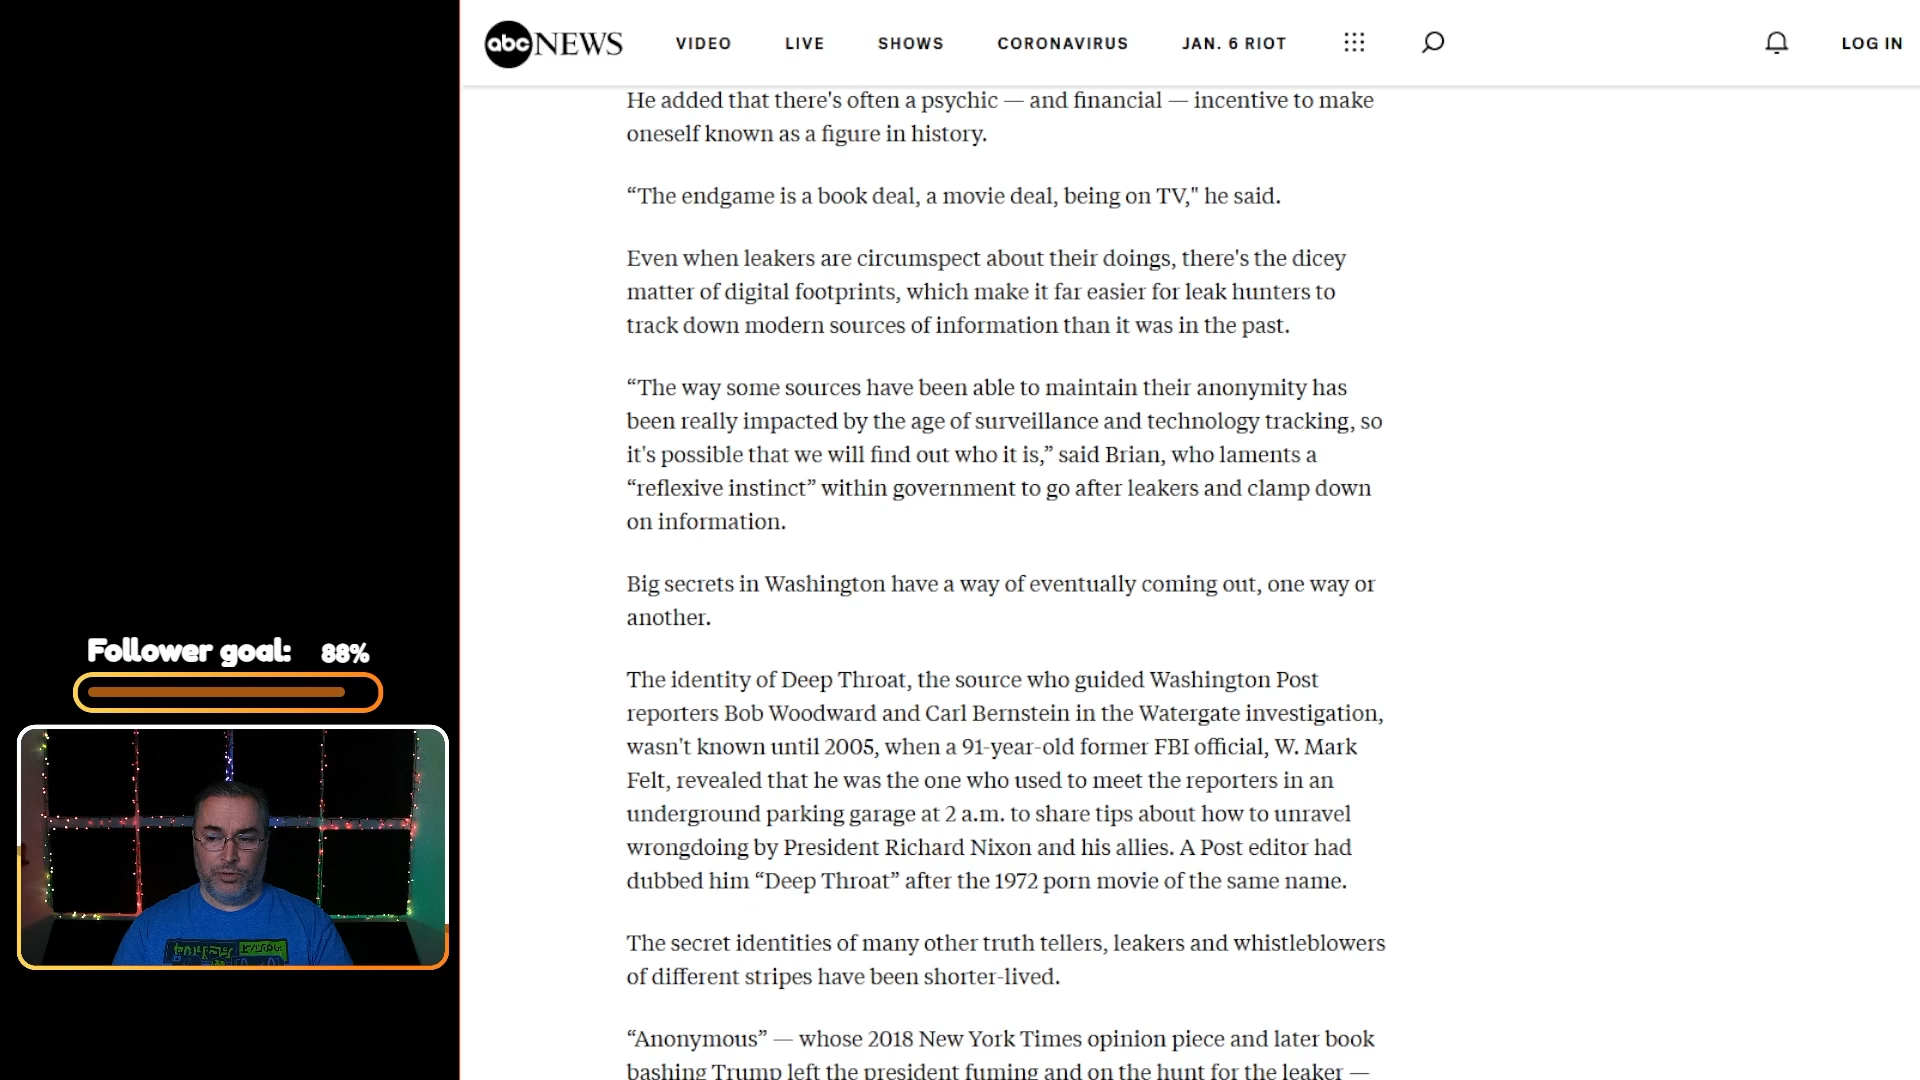 abc NEWS VIDEO LIVE SHOWS CORONAVIRUS JAN. 6 RIOT LOG IN
He added that there's often a psychic — and financial — incentive to make
oneself known as a figure in history.
“The endgame is a book deal, a movie deal, being on TV," he said.
Even when leakers are circumspect about their doings, there's the dicey
matter of digital footprints, which make it far easier for leak hunters to
track down modern sources of information than it was in the past.
“The way some sources have been able to maintain their anonymity has
been really impacted by the age of surveillance and technology tracking, so
it's possible that we will find out who it is,” said Brian, who laments a
“reflexive instinct” within government to go after leakers and clamp down
on information.
Big secrets in Washington have a way of eventually coming out, one way or
another.
The identity of Deep Throat, the source who guided Washington Post
reporters Bob Woodward and Carl Bernstein in the Watergate investigation,
wasn't known until 2005, when a 91-year-old former FBI official, W. Mark
Felt, revealed that he was the one who used to meet the reporters in an
underground parking garage at 2 a.m. to share tips about how to unravel
wrongdoing by President Richard Nixon and his allies. A Post editor had
dubbed him “Deep Throat” after the 1972 porn movie of the same name.
The secret identities of many other truth tellers, leakers and whistleblowers
of different stripes have been shorter-lived.
“Anonymous” — whose 2018 New York Times opinion piece and later book
bashing Trump left the president fuming and on the hunt for the leaker —
Follower goal: 88%